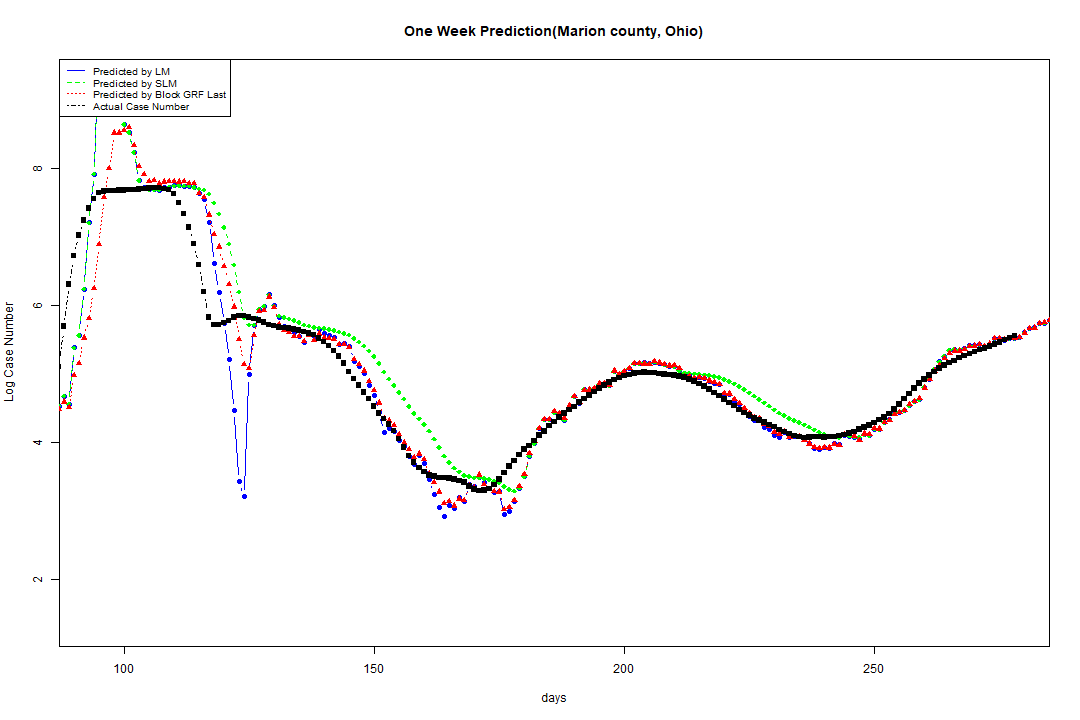 One Week Prediction(Marion county, Ohio)
Predicted by LM
Predicted by SLM
Predicted by Block GRF Last
Actual Case Number
8
6
4
2
Log Case Number
100
150
200
250
days